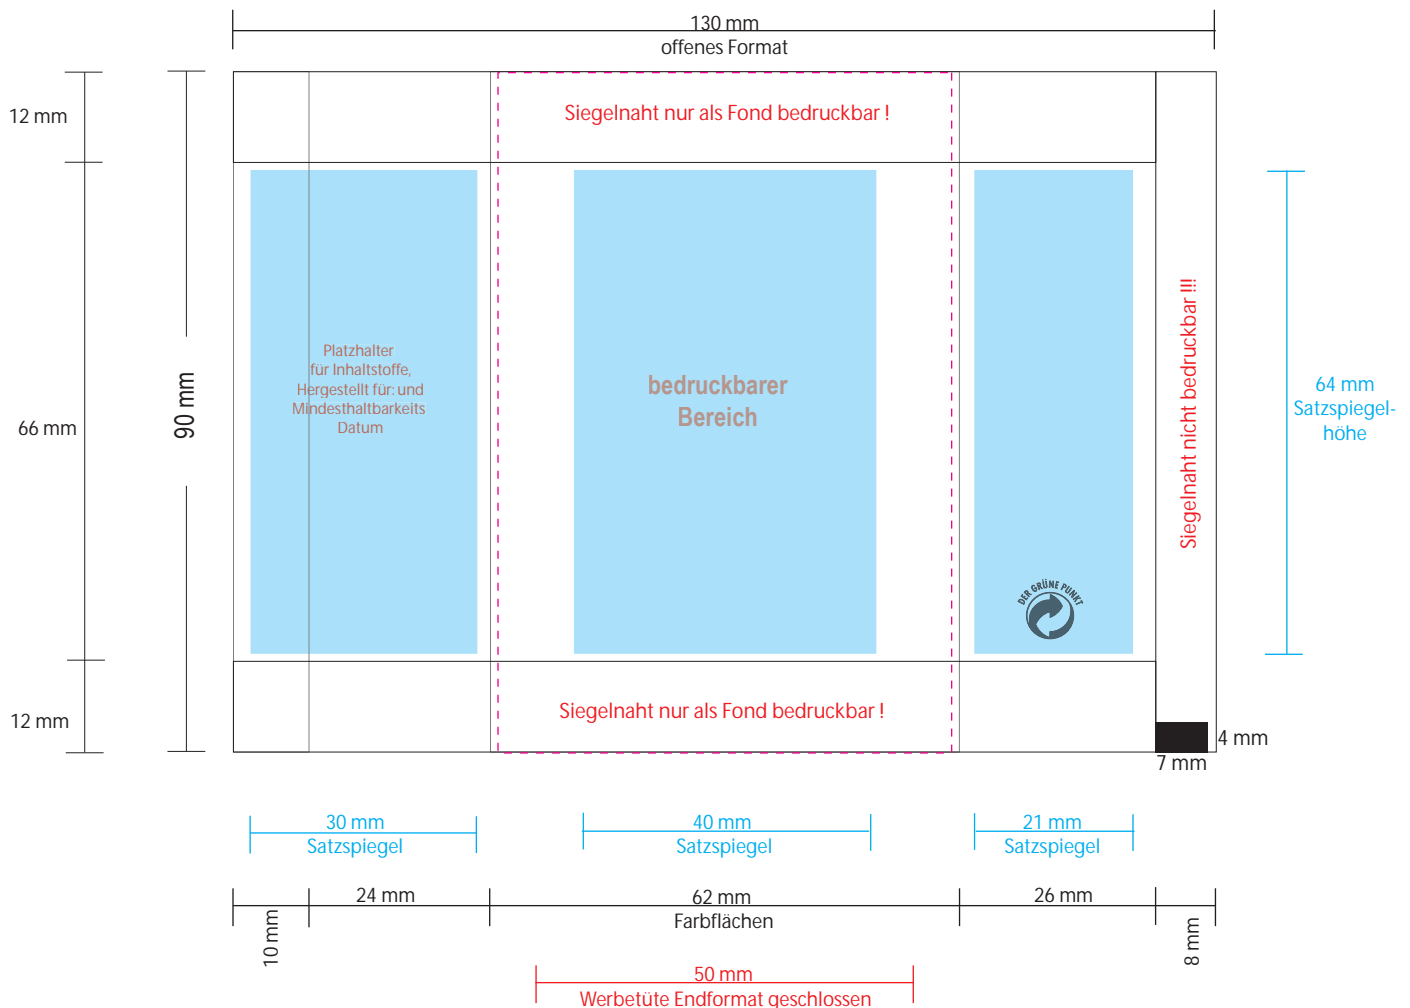 130 mm
offenes Format
12 mm
Siegelnaht nur als Fond bedruckbar !
66 mm
90 mm
Platzhalter
für Inhaltstoffe,
Hergestellt für: und
Mindesthaltbarkeits
Datum
bedruckbarer
Bereich
DER GRÜNE PUNKT
Siegelnaht nicht bedruckbar !!!
64 mm
Satzspiegel-
höhe
12 mm
Siegelnaht nur als Fond bedruckbar !
4 mm
7 mm
30 mm
Satzspiegel
40 mm
Satzspiegel
21 mm
Satzspiegel
10 mm
24 mm
62 mm
Farbflächen
26 mm
8 mm
50 mm
Werbetüte Endformat geschlossen